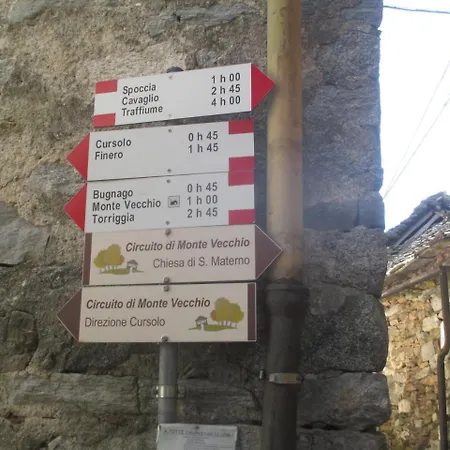 Spoccia 1 h 00
Cavaglio 2 h 45
Traffiume 4 h 00
Cursolo 0 h 45
Finero 1 h 45
Bugnago 0 h 45
Monte Vecchio 1 h 00
Torriggia 2 h 45
Circuito di Monte Vecchio
Chiesa di S. Materno
Circuito di Monte Vecchio
Direzione Cursolo